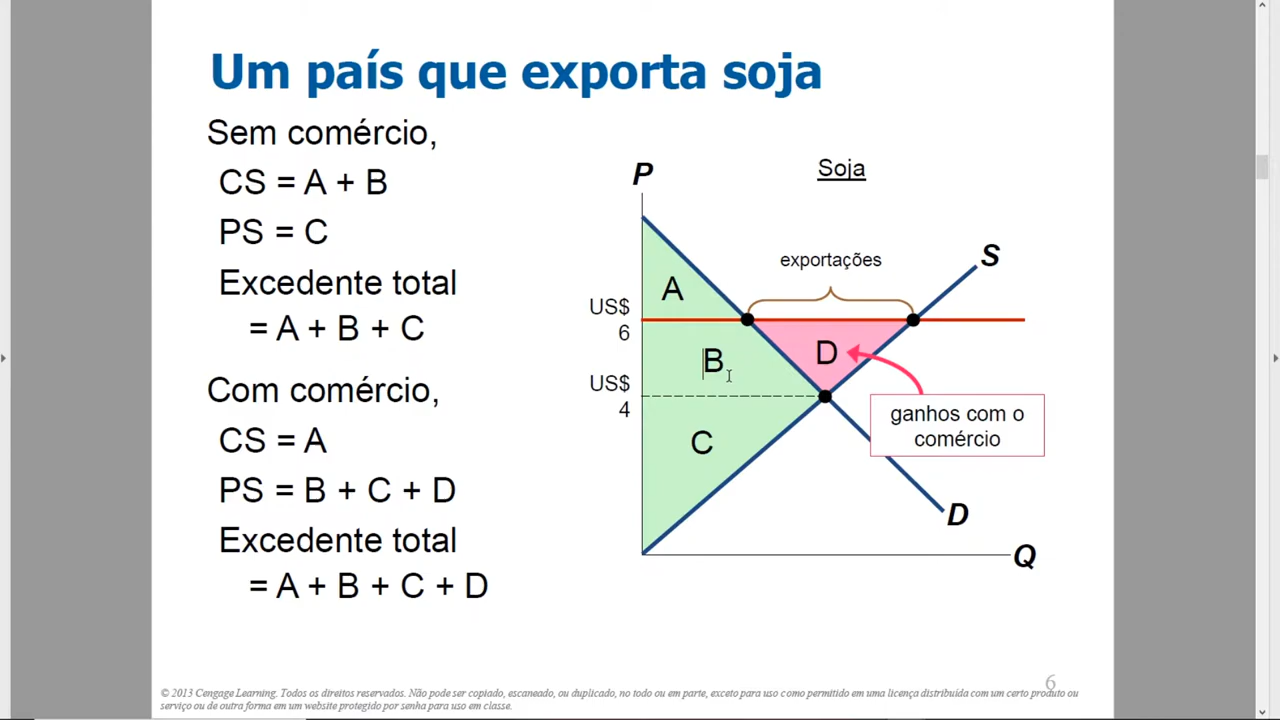 Um país que exporta soja
Sem comércio,
CS = A + B
PS = C
Excedente total
= A + B + C
Com comércio,
CS = A
PS = B + C + D
Excedente total
= A + B + C + D
P
Soja
exportações
S
A
US$
6
B
D
US$
4
ganhos com o
comércio
C
D
Q
6
© 2013 Cengage Learning. Todos os direitos reservados. Não pode ser copiado, escaneado, ou duplicado, no todo ou em parte, exceto para uso como permitido em uma licença distribuída com um certo produto ou
serviço ou de outra forma em um website protegido por senha para uso em classe.